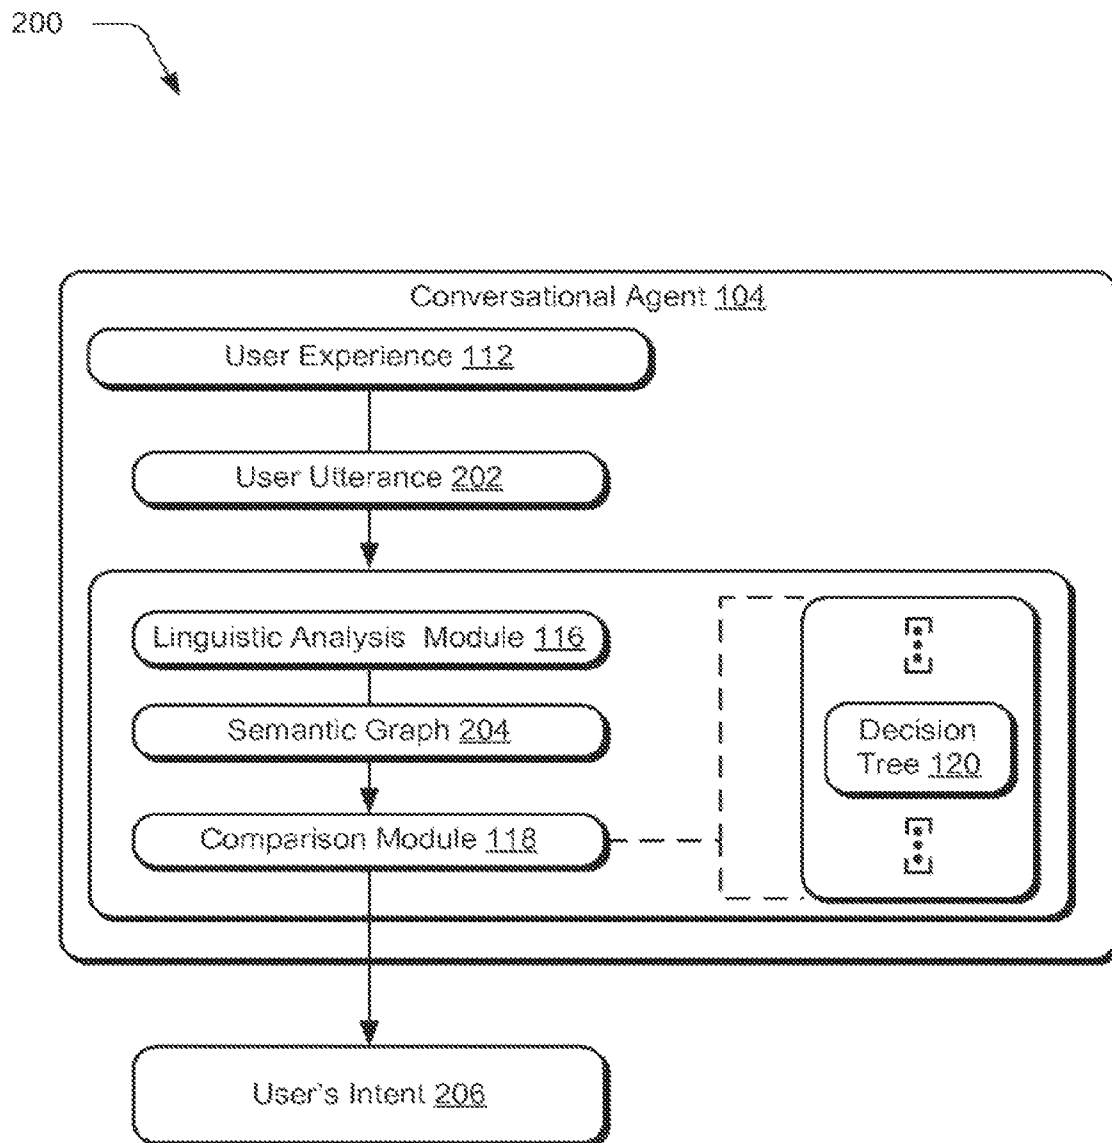 200
Conversational Agent 104
User Experience 112
User Utterance 202
Linguistic Analysis Module 116
Semantic Graph 204
Decision
Tree 120
Comparison Module 118
User's Intent 206